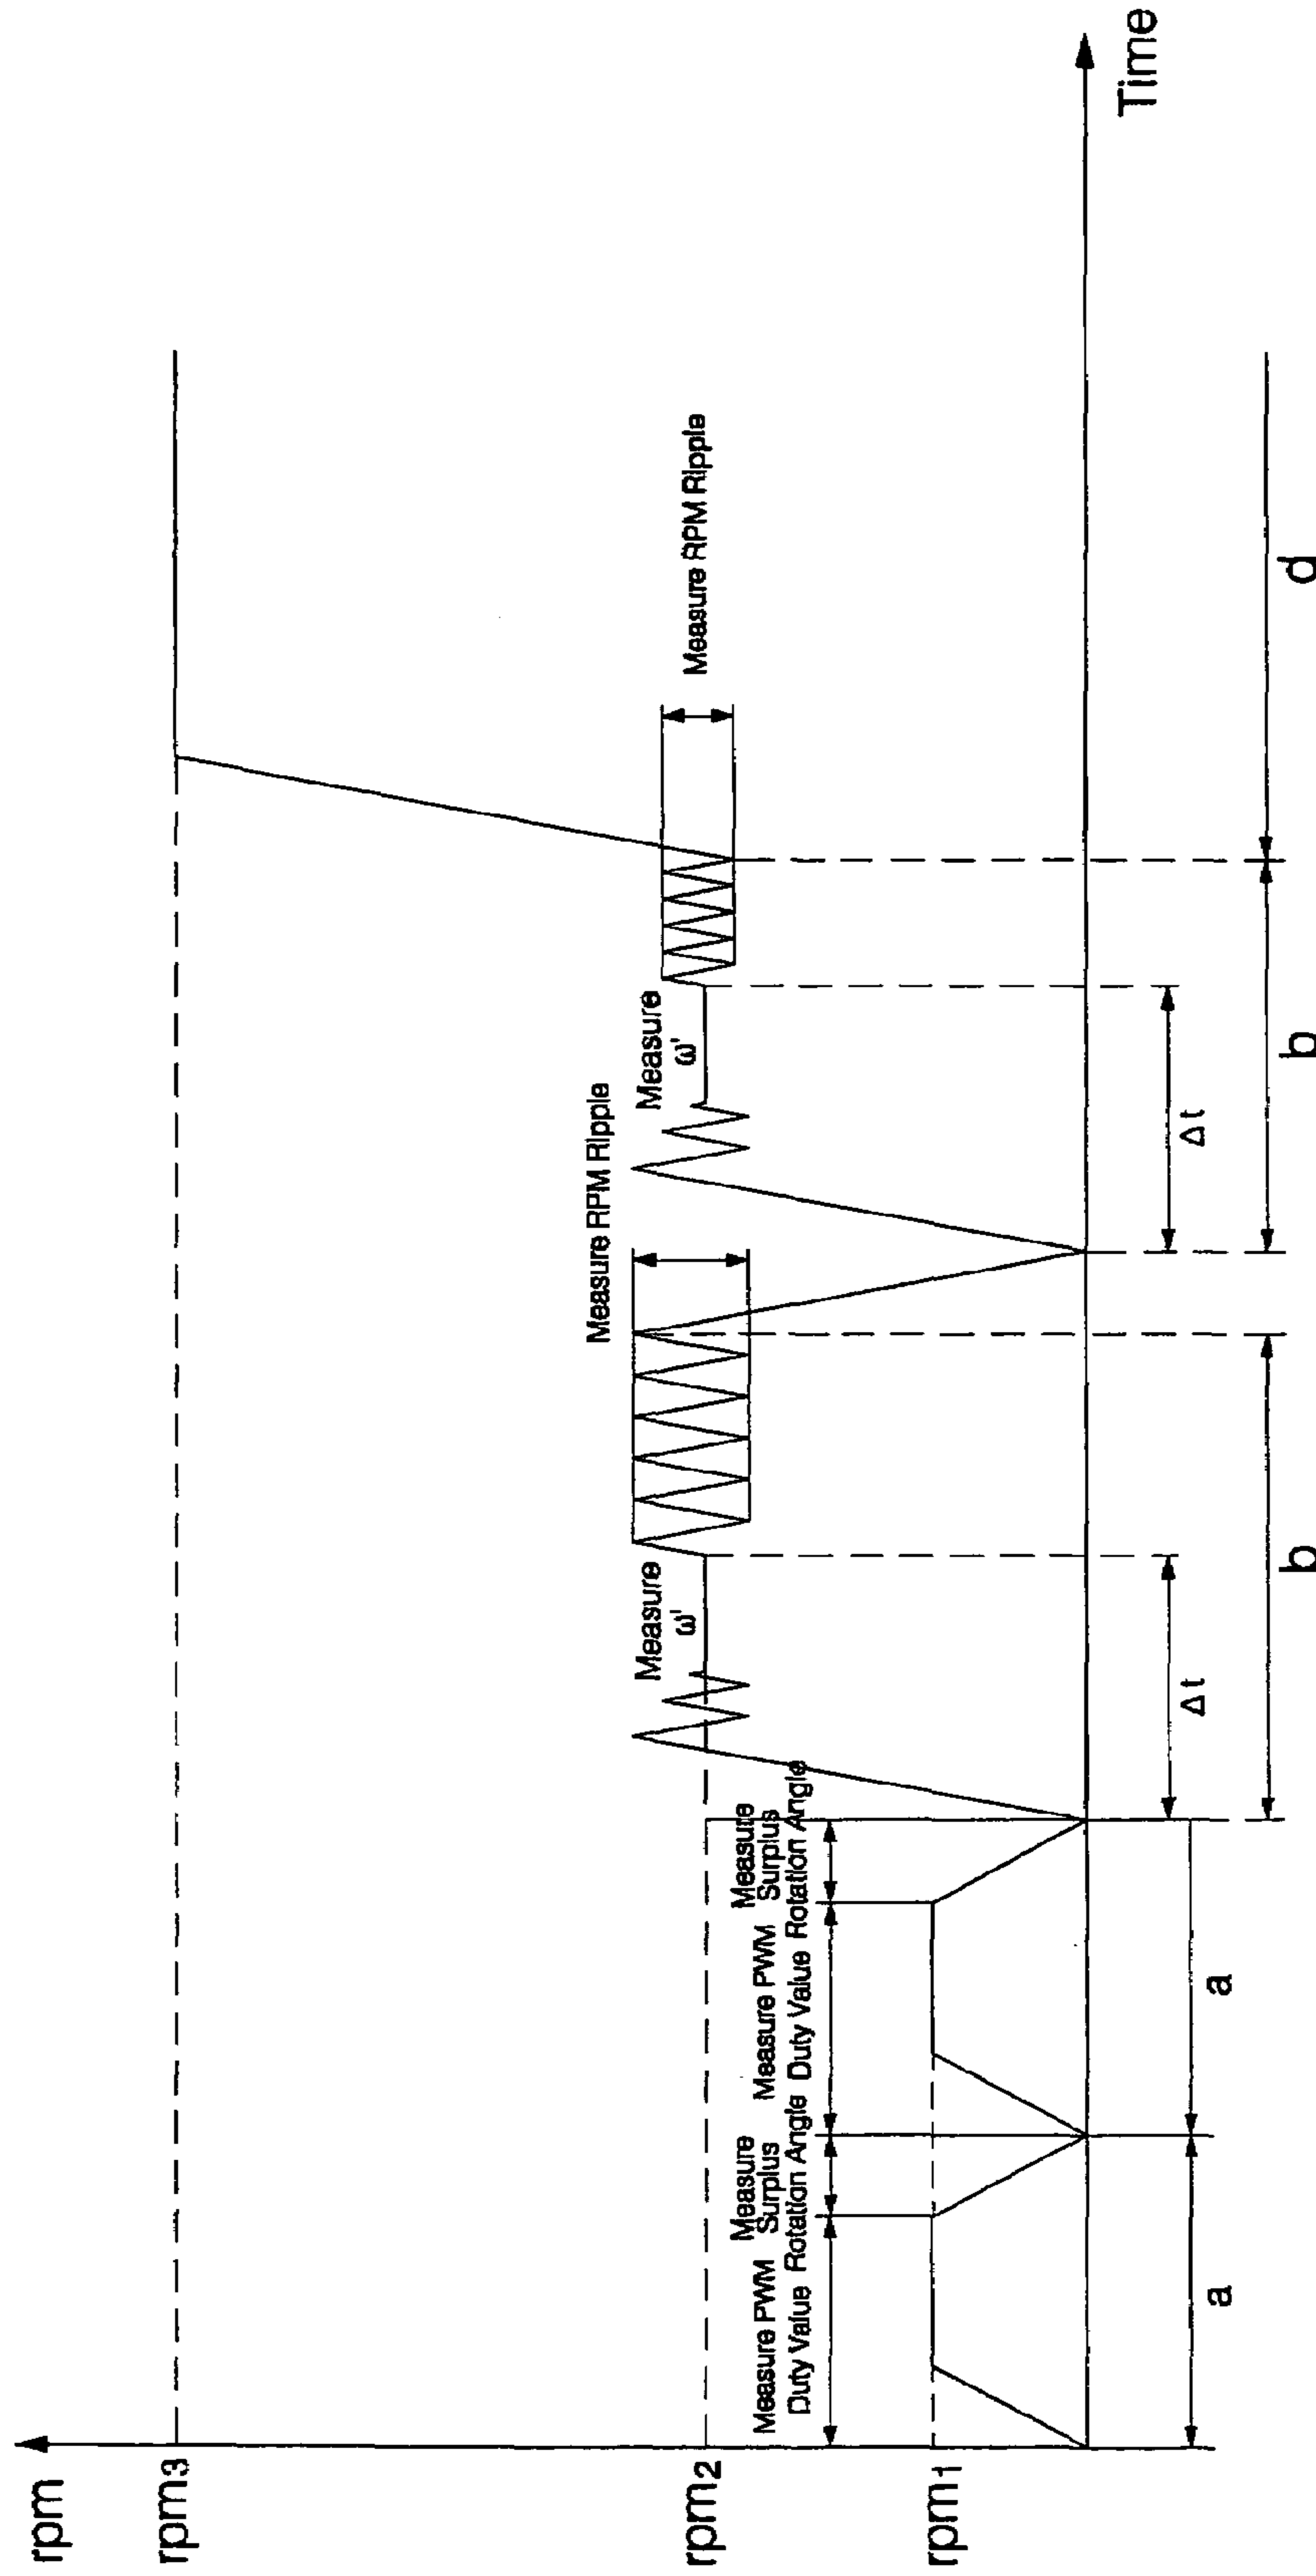 rpm
rpm3
rpm2
rpm1
Measure PWM
Duty Value
Measure
Surplus
Rotation Angle
Measure PWM
Duty Value
Measure
Surplus
Rotation Angle
Measure
ω'
Measure RPM Ripple
Measure
ω'
Measure RPM Ripple
Time
Δt
Δt
a
a
b
b
d